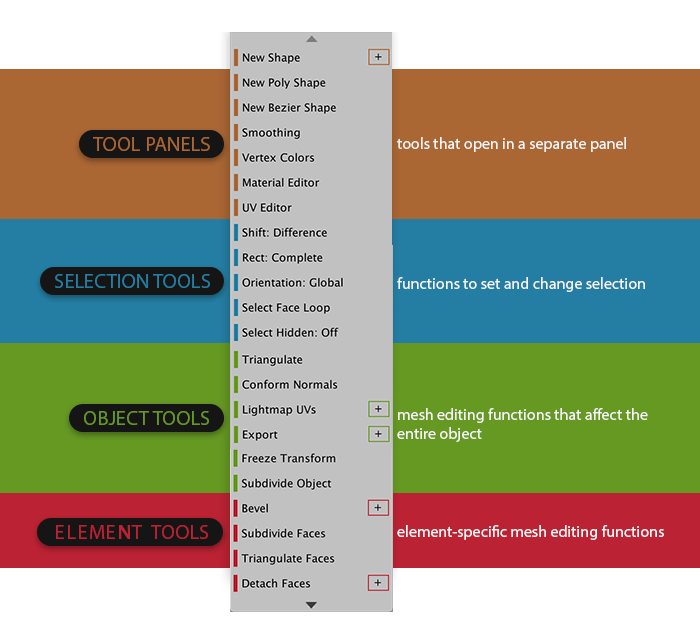 New Shape +
New Poly Shape
New Bezier Shape
Smoothing
Vertex Colors
Material Editor
UV Editor
TOOL PANELS
tools that open in a separate panel
Shift: Difference
Rect: Complete
Orientation: Global
Select Face Loop
Select Hidden: Off
SELECTION TOOLS
functions to set and change selection
Triangulate
Conform Normals
Lightmap UVs +
Export +
Freeze Transform
Subdivide Object
OBJECT TOOLS
mesh editing functions that affect the
entire object
Bevel +
Subdivide Faces
Triangulate Faces
Detach Faces +
ELEMENT TOOLS
element-specific mesh editing functions